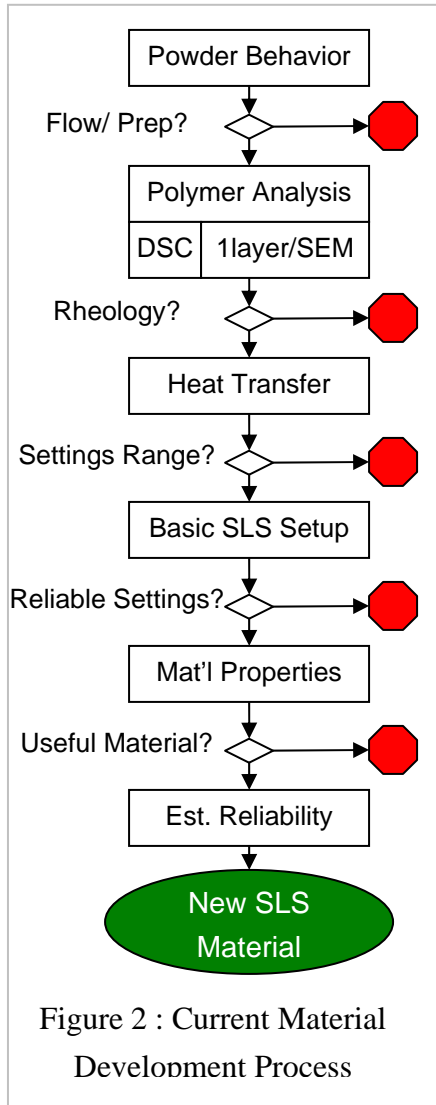 Powder Behavior
Flow/ Prep?
Polymer Analysis
DSC 1layer/SEM
Rheology?
Heat Transfer
Settings Range?
Basic SLS Setup
Reliable Settings?
Mat'l Properties
Useful Material?
Est. Reliability
New SLS
Material
Figure 2 : Current Material
Development Process